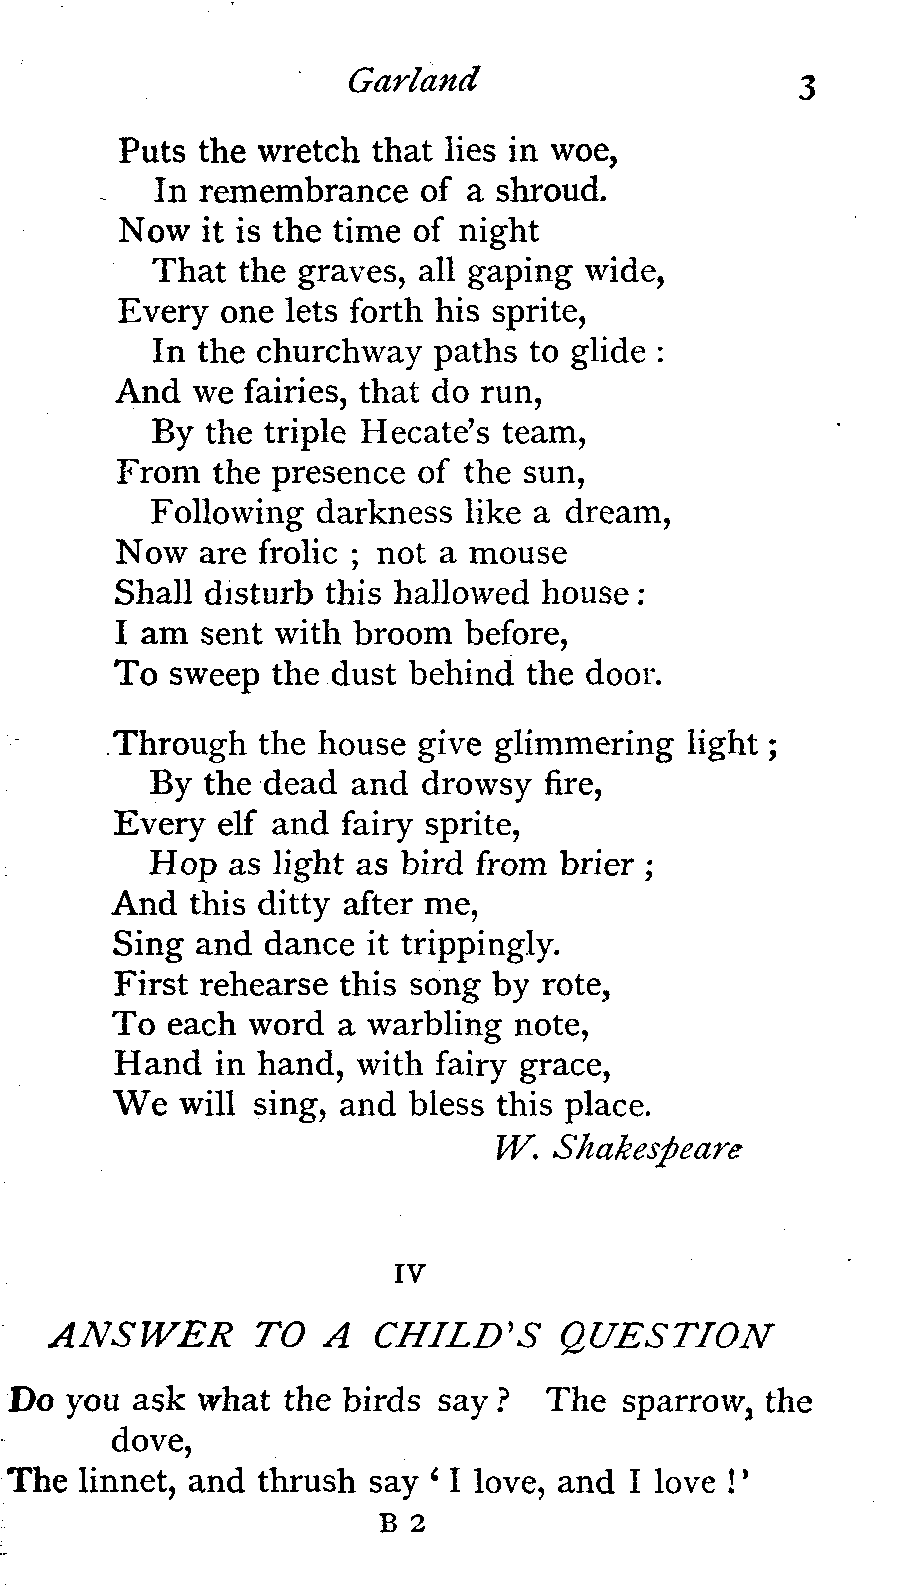 Garland 3
Puts the wretch that lies in woe,
In remembrance of a shroud.
Now it is the time of night
That the graves, all gaping wide,
Every one lets forth his sprite,
In the churchway paths to glide :
And we fairies, that do run,
By the triple Hecate's team,
From the presence of the sun,
Following darkness like a dream,
Now are frolic ; not a mouse
Shall disturb this hallowed house :
I am sent with broom before,
To sweep the dust behind the door.
Through the house give glimmering light ;
By the dead and drowsy fire,
Every elf and fairy sprite,
Hop as light as bird from brier ;
And this ditty after me,
Sing and dance it trippingly.
First rehearse this song by rote,
To each word a warbling note,
Hand in hand, with fairy grace,
We will sing, and bless this place.
W. Shakespeare
IV
ANSWER TO A CHILD'S QUESTION
Do you ask what the birds say ? The sparrow, the
dove,
The linnet, and thrush say ‘ I love, and I love !’
B 2